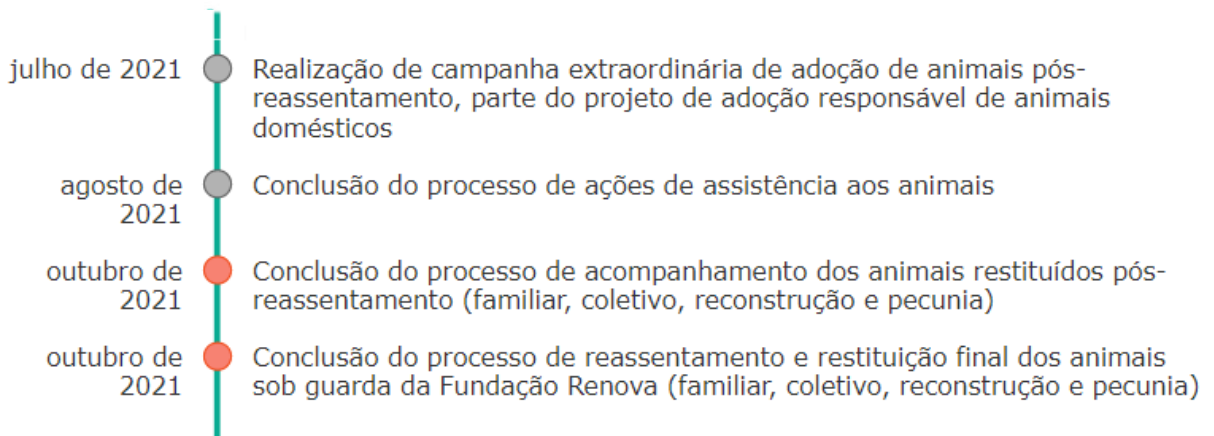 julho de 2021
Realização de campanha extraordinária de adoção de animais pós-
reassentamento, parte do projeto de adoção responsável de animais
domésticos
agosto de
2021
Conclusão do processo de ações de assistência aos animais
outubro de
2021
Conclusão do processo de acompanhamento dos animais restituídos pós-
reassentamento (familiar, coletivo, reconstrução e pecunia)
outubro de
2021
Conclusão do processo de reassentamento e restituição final dos animais
sob guarda da Fundação Renova (familiar, coletivo, reconstrução e pecunia)